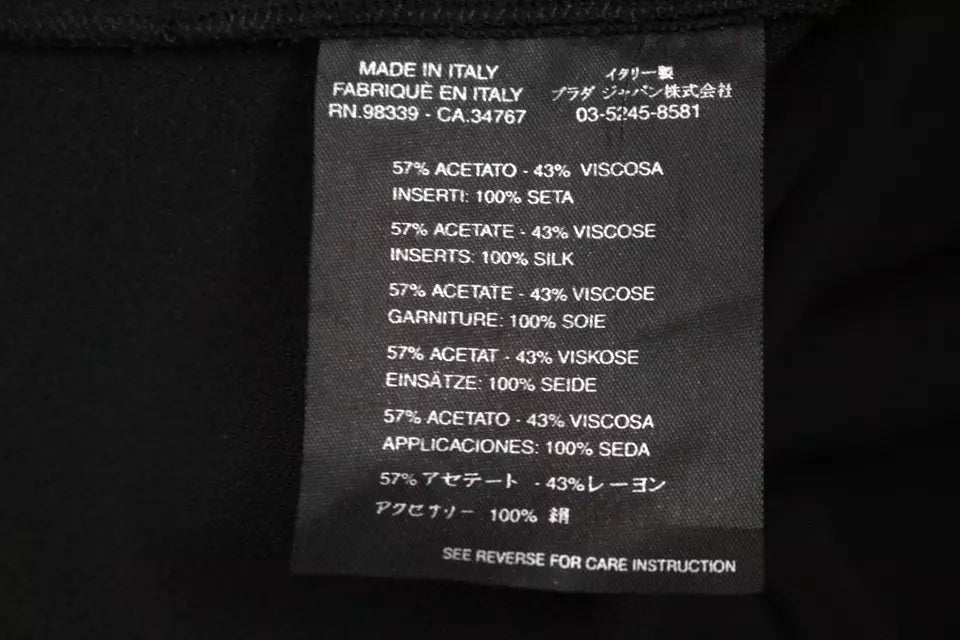 MADE IN ITALY
FABRIQUÉ EN ITALY
RN.98339 - CA.34767
イタリー製
プラダ ジャパン株式会社
03-5245-8581
57% ACETATO - 43% VISCOSA
INSERTI: 100% SETA
57% ACETATE - 43% VISCOSE
INSERTS: 100% SILK
57% ACETATE - 43% VISCOSE
GARNITURE: 100% SOIE
57% ACETAT - 43% VISKOSE
EINSÄTZE: 100% SEIDE
57% ACETATO - 43% VISCOSA
APPLICACIONES: 100% SEDA
57% アセテート - 43% レーヨン
アクセサリー 100% 絹
SEE REVERSE FOR CARE INSTRUCTION